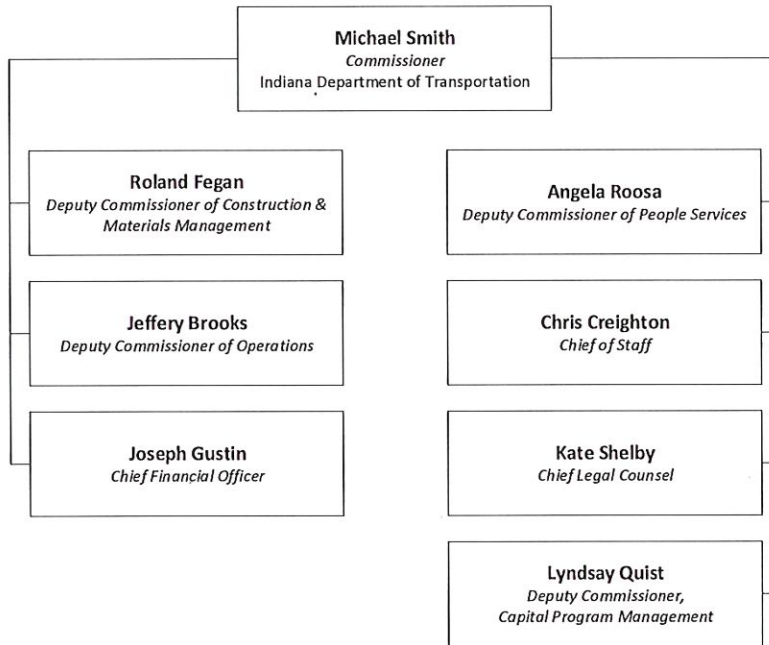 Michael Smith
Commissioner
Indiana Department of Transportation
Roland Fegan
Deputy Commissioner of Construction &
Materials Management
Angela Roosa
Deputy Commissioner of People Services
Jeffery Brooks
Deputy Commissioner of Operations
Chris Creighton
Chief of Staff
Joseph Gustin
Chief Financial Officer
Kate Shelby
Chief Legal Counsel
Lyndsay Quist
Deputy Commissioner,
Capital Program Management